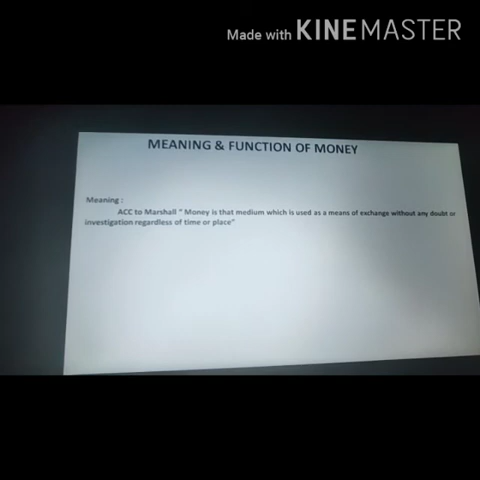 Made with KINEMASTER
MEANING & FUNCTION OF MONEY
Meaning :
ACC to Marshall " Money is that medium which is used as a means of exchange without any doubt or
investigation regardless of time or place"